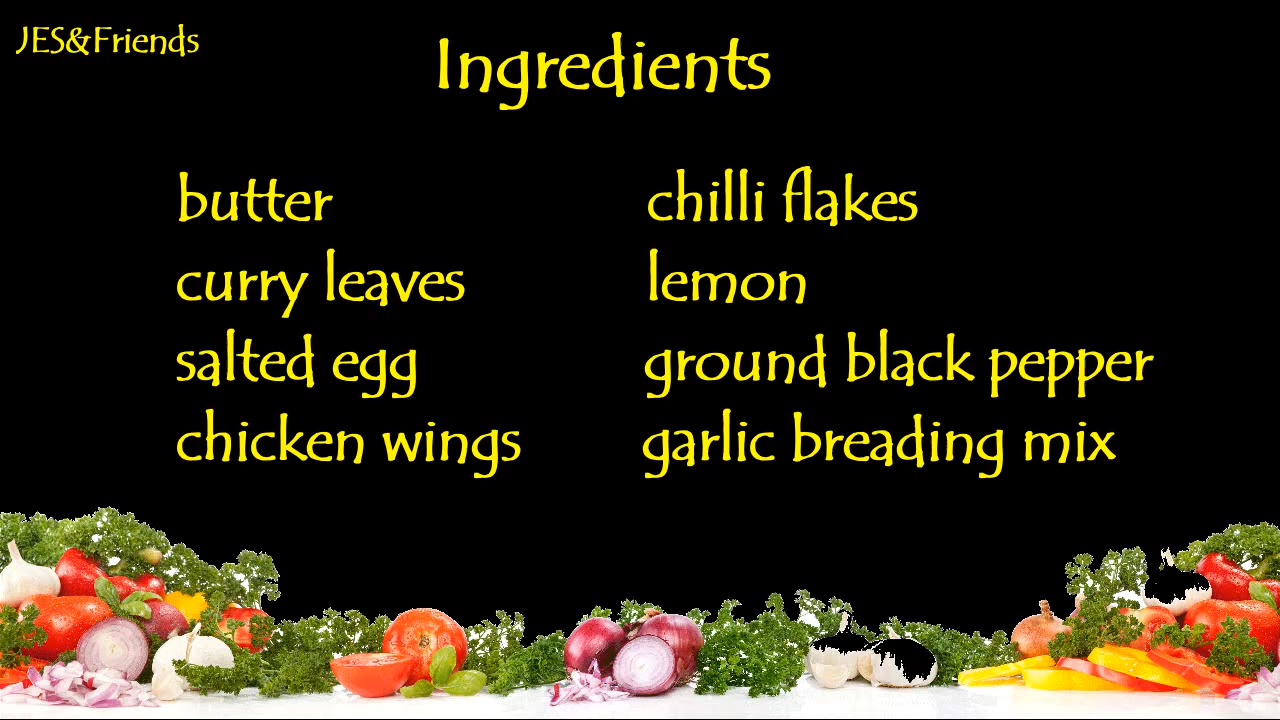 JES&Friends
Ingredients
butter
curry leaves
salted egg
chicken wings
chilli flakes
lemon
ground black pepper
garlic breading mix